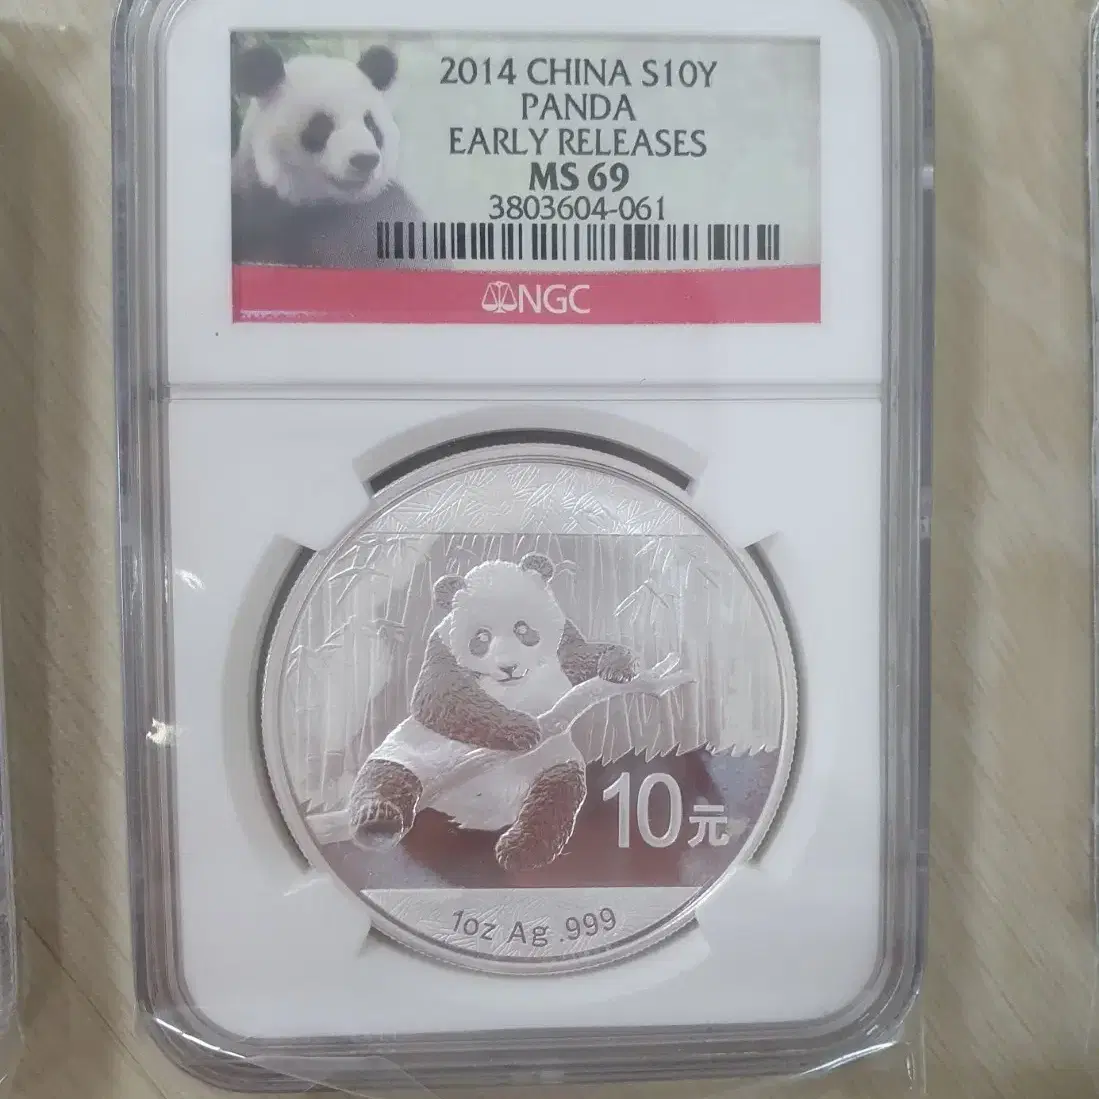 2014 CHINA S10Y
PANDA
EARLY RELEASES
MS 69
3803604-061
NGC
10元
1oz Ag .999